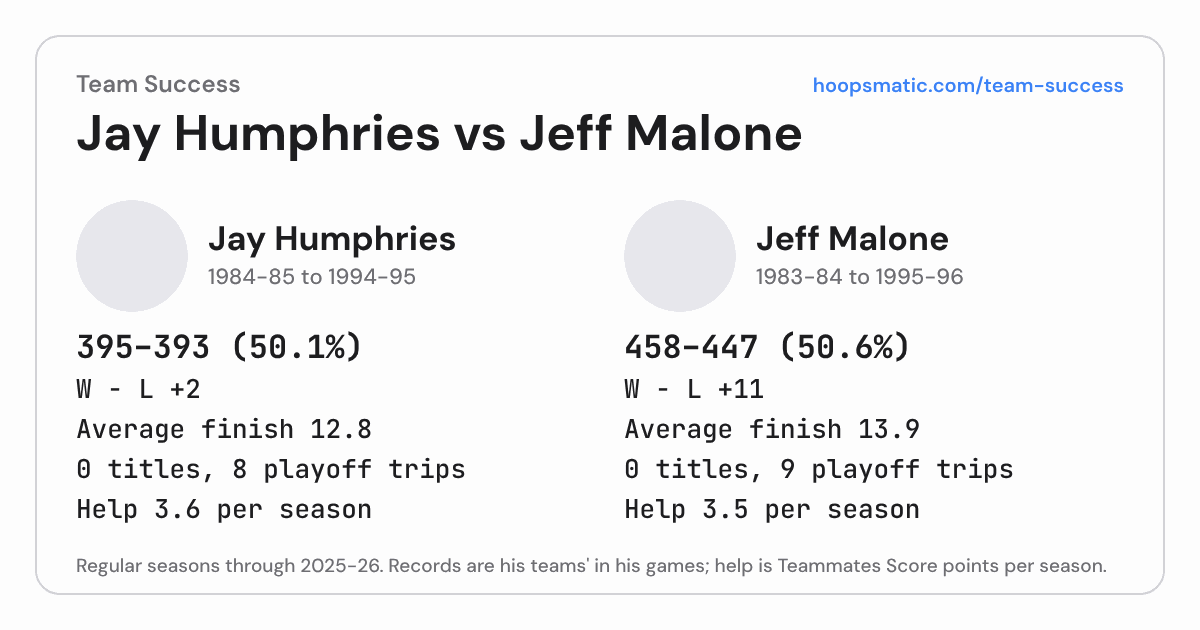 Team Success
hoopsmatic.com/team-success
Jay Humphries vs Jeff Malone
Jay Humphries
1984-85 to 1994-95
395-393 (50.1%)
W - L +2
Average finish 12.8
0 titles, 8 playoff trips
Help 3.6 per season
Jeff Malone
1983-84 to 1995-96
458-447 (50.6%)
W - L +11
Average finish 13.9
0 titles, 9 playoff trips
Help 3.5 per season
Regular seasons through 2025-26. Records are his teams' in his games; help is Teammates Score points per season.